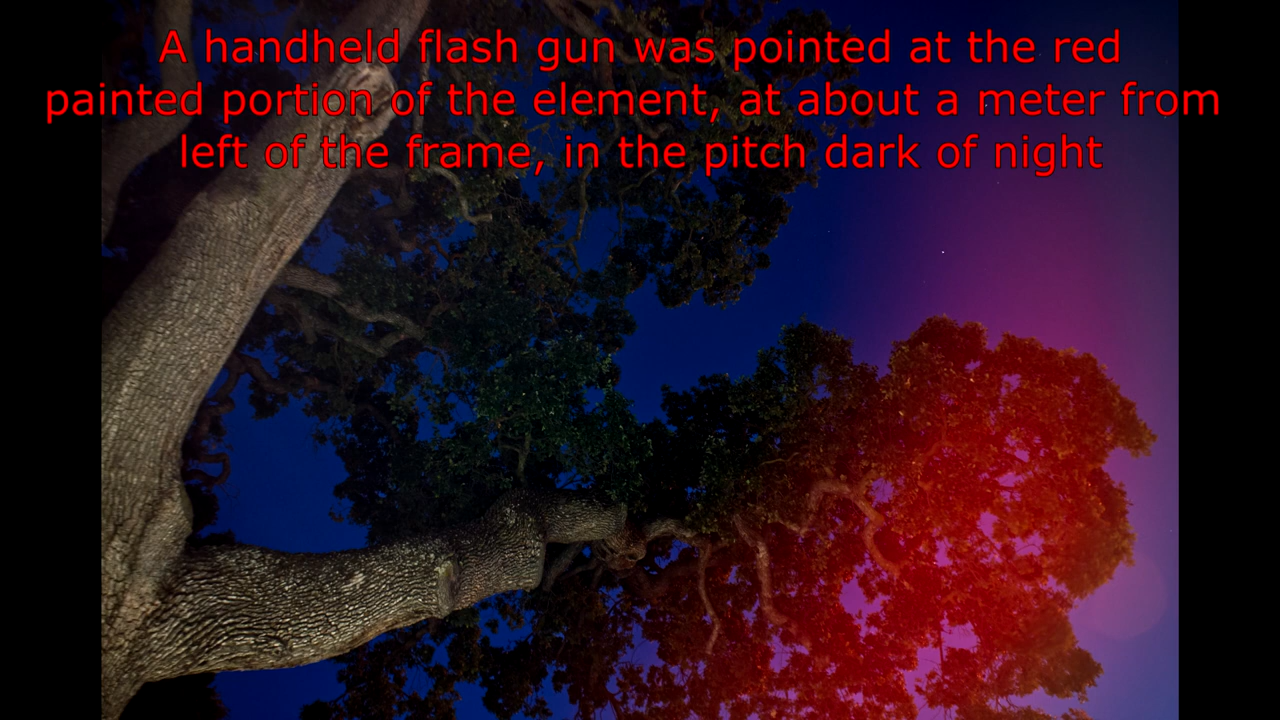 A handheld flash gun was pointed at the red
painted portion of the element, at about a meter from
left of the frame, in the pitch dark of night